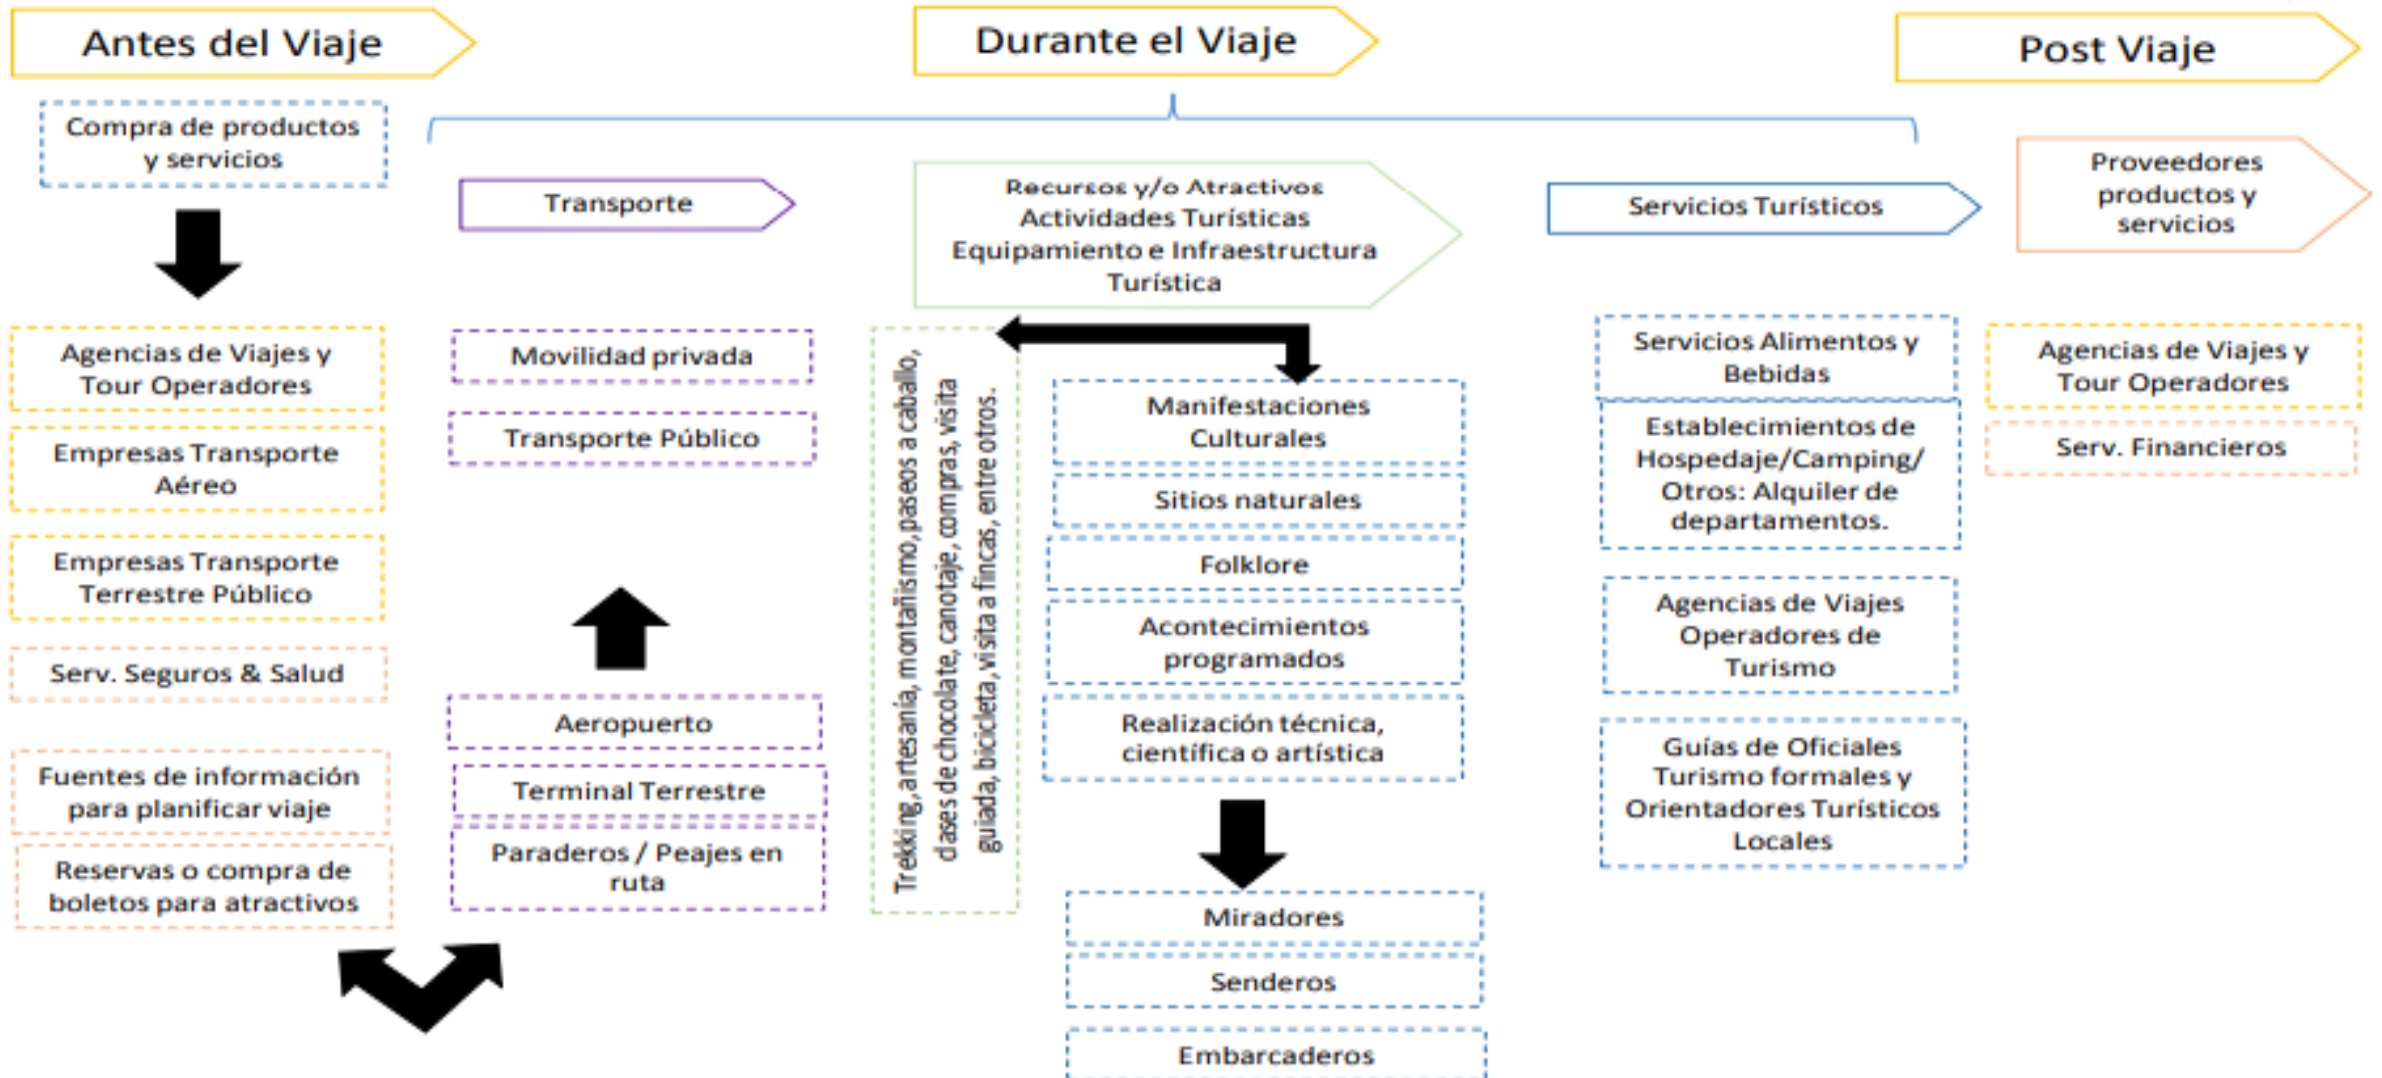 Antes del Viaje
Durante el Viaje
Post Viaje
Compra de productos
y servicios
Agencias de Viajes y
Tour Operadores
Empresas Transporte
Aéreo
Empresas Transporte
Terrestre Público
Serv. Seguros & Salud
Fuentes de información
para planificar viaje
Reservas o compra de
boletos para atractivos
Transporte
Movilidad privada
Transporte Público
Aeropuerto
Terminal Terrestre
Paraderos / Peajes en
ruta
Recursos y/o Atractivos
Actividades Turísticas
Equipamiento e Infraestructura
Turística
Trekking, artesanía, montañismo, paseos a caballo,
clases de chocolate, canotaje, compras, visita
guiada, bicicleta, visita a fincas, entre otros.
Manifestaciones
Culturales
Sitios naturales
Folklore
Acontecimientos
programados
Realización técnica,
científica o artística
Miradores
Senderos
Embarcaderos
Servicios Turísticos
Servicios Alimentos y
Bebidas
Establecimientos de
Hospedaje/Camping/
Otros: Alquiler de
departamentos.
Agencias de Viajes
Operadores de
Turismo
Guías de Oficiales
Turismo formales y
Orientadores Turísticos
Locales
Proveedores
productos y
servicios
Agencias de Viajes y
Tour Operadores
Serv. Financieros